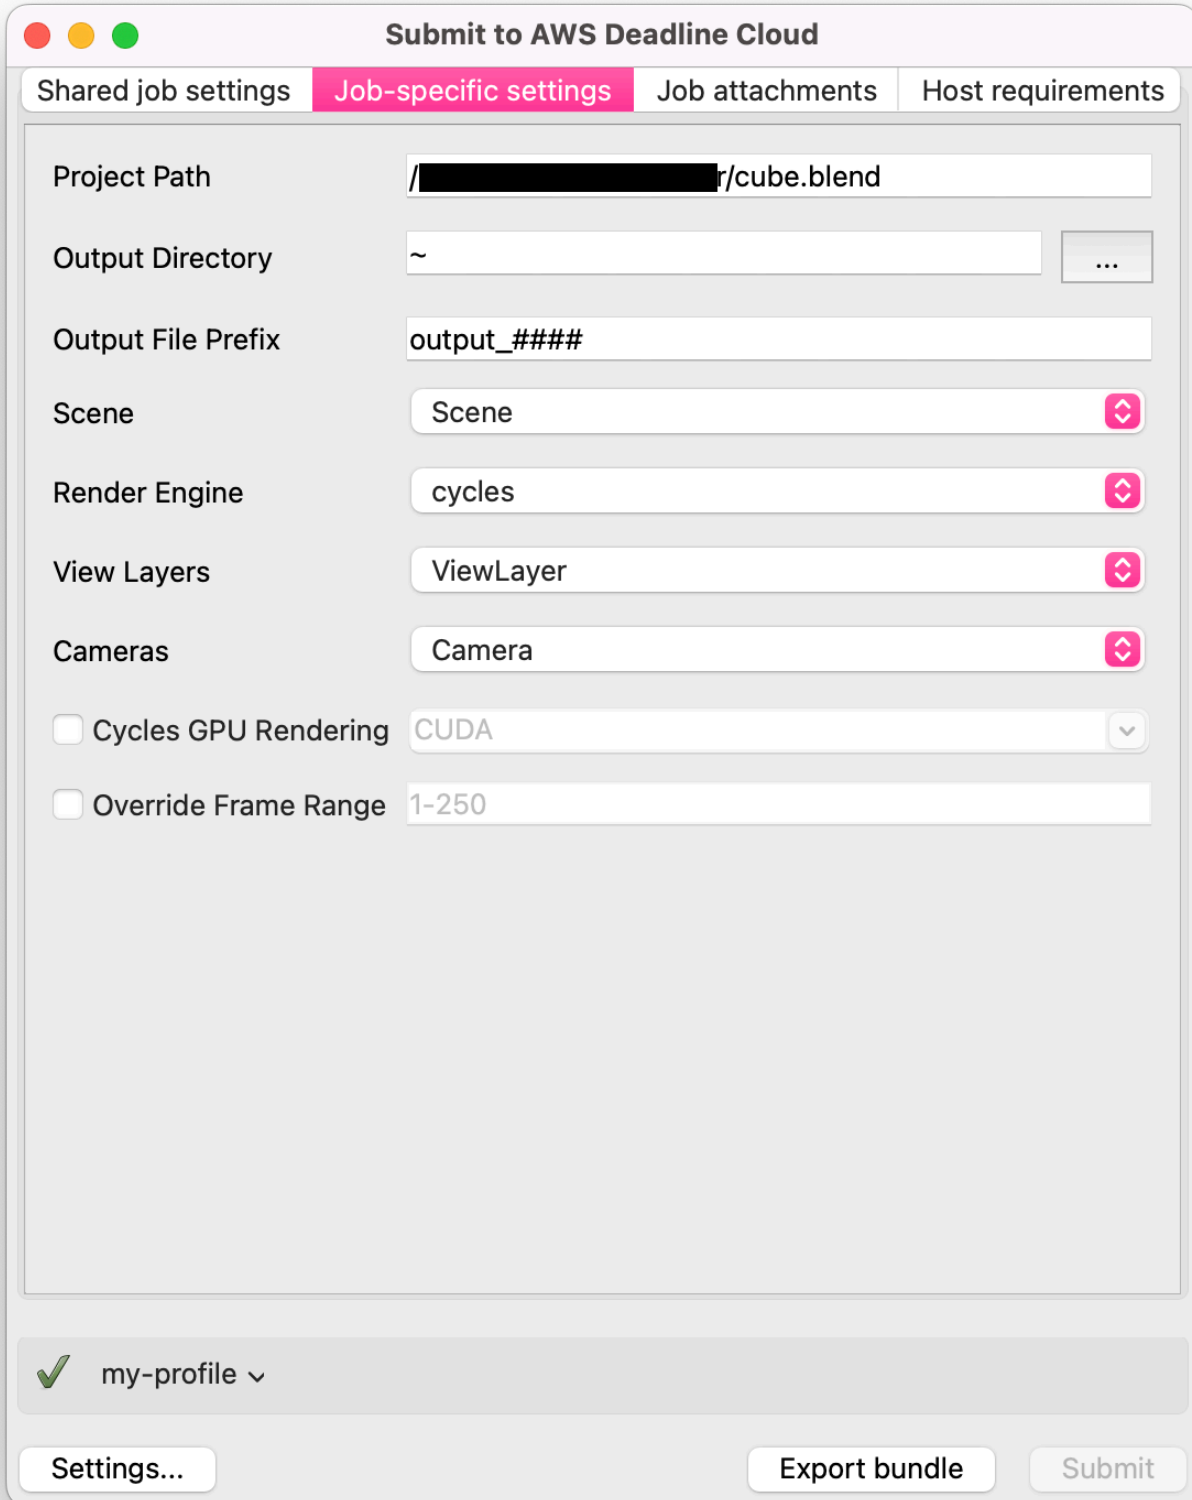 Submit to AWS Deadline Cloud
Shared job settings Job-specific settings Job attachments Host requirements
Project Path / r/cube.blend
Output Directory ~ ...
Output File Prefix output_####
Scene Scene
Render Engine cycles
View Layers ViewLayer
Cameras Camera
Cycles GPU Rendering CUDA
Override Frame Range 1-250
my-profile
Settings... Export bundle Submit